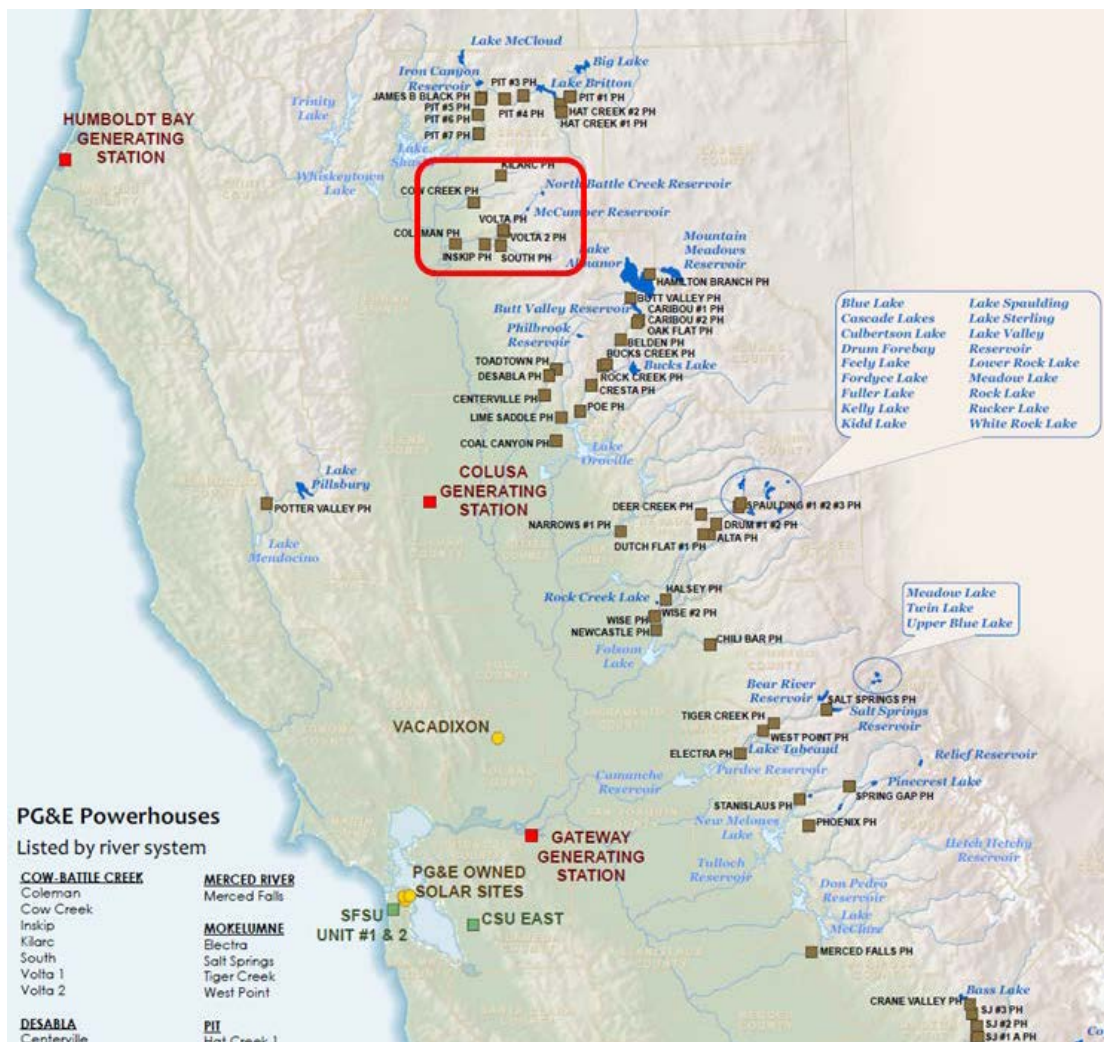 Lake McCloud
Big Lake
Iron Canyon
Reservoir
PIT #3 PH
Lake Britton
JAMES B BLACK PH
PIT #1 PH
PIT #5 PH
PIT #4 PH
HAT CREEK #2 PH
PIT #6 PH
HAT CREEK #1 PH
PIT #7 PH
Trinity
Lake
HUMBOLDT BAY
GENERATING
STATION
Lake
Shasta
Whiskeytown
Lake
KILARC PH
COW CREEK PH
North Battle Creek Reservoir
VOLTA PH
McCumber Reservoir
COLEMAN PH
VOLTA 2 PH
INSKIP PH
SOUTH PH
Lake
Almanor
Mountain
Meadows
Reservoir
HAMILTON BRANCH PH
BUTT VALLEY PH
Butt Valley Reservoir
CARIBOU #1 PH
CARIBOU #2 PH
OAK FLAT PH
Philbrook
Reservoir
BELDEN PH
BUCKS CREEK PH
TOADTOWN PH
Bucks Lake
DESABLA PH
ROCK CREEK PH
CRESTA PH
CENTERVILLE PH
POE PH
LIME SADDLE PH
COAL CANYON PH
Lake
Oroville
Blue Lake
Cascade Lakes
Culbertson Lake
Drum Forebay
Feely Lake
Fordyce Lake
Fuller Lake
Kelly Lake
Kidd Lake
Lake Spaulding
Lake Sterling
Lake Valley
Reservoir
Lower Rock Lake
Meadow Lake
Rock Lake
Rucker Lake
White Rock Lake
COLUSA
GENERATING
STATION
Lake
Pillsbury
POTTER VALLEY PH
Lake
Mendocino
DEER CREEK PH
SPAULDING #1 #2 #3 PH
NARROWS #1 PH
DRUM #1 #2 PH
DUTCH FLAT #1 PH
ALTA PH
HALSEY PH
Rock Creek Lake
WISE PH
WISE #2 PH
NEWCASTLE PH
CHILI BAR PH
Folsom
Lake
Meadow Lake
Twin Lake
Upper Blue Lake
Bear River
Reservoir
SALT SPRINGS PH
Salt Springs
Reservoir
TIGER CREEK PH
WEST POINT PH
ELECTRA PH
Lake Tabeaud
Relief Reservoir
Camanche
Reservoir
Pardee Reservoir
Pinecrest Lake
SPRING GAP PH
STANISLAUS PH
New Melones
Lake
PHOENIX PH
Hetch Hetchy
Reservoir
Tulloch
Reservoir
Don Pedro
Reservoir
Lake
McClure
MERCED FALLS PH
Bass Lake
CRANE VALLEY PH
SJ #3 PH
SJ #2 PH
SJ #1 A PH
Co
VACADIXON
GATEWAY
GENERATING
STATION
PG&E OWNED
SOLAR SITES
SFSU
UNIT #1 & 2
CSU EAST
PG&E Powerhouses
Listed by river system
COW-BATTLE CREEK
Coleman
Cow Creek
Inskip
Kilarc
South
Volta 1
Volta 2
DESABLA
Centerville
MERCED RIVER
Merced Falls
MOKELUMNE
Electra
Salt Springs
Tiger Creek
West Point
PIT
Hat Creek 1